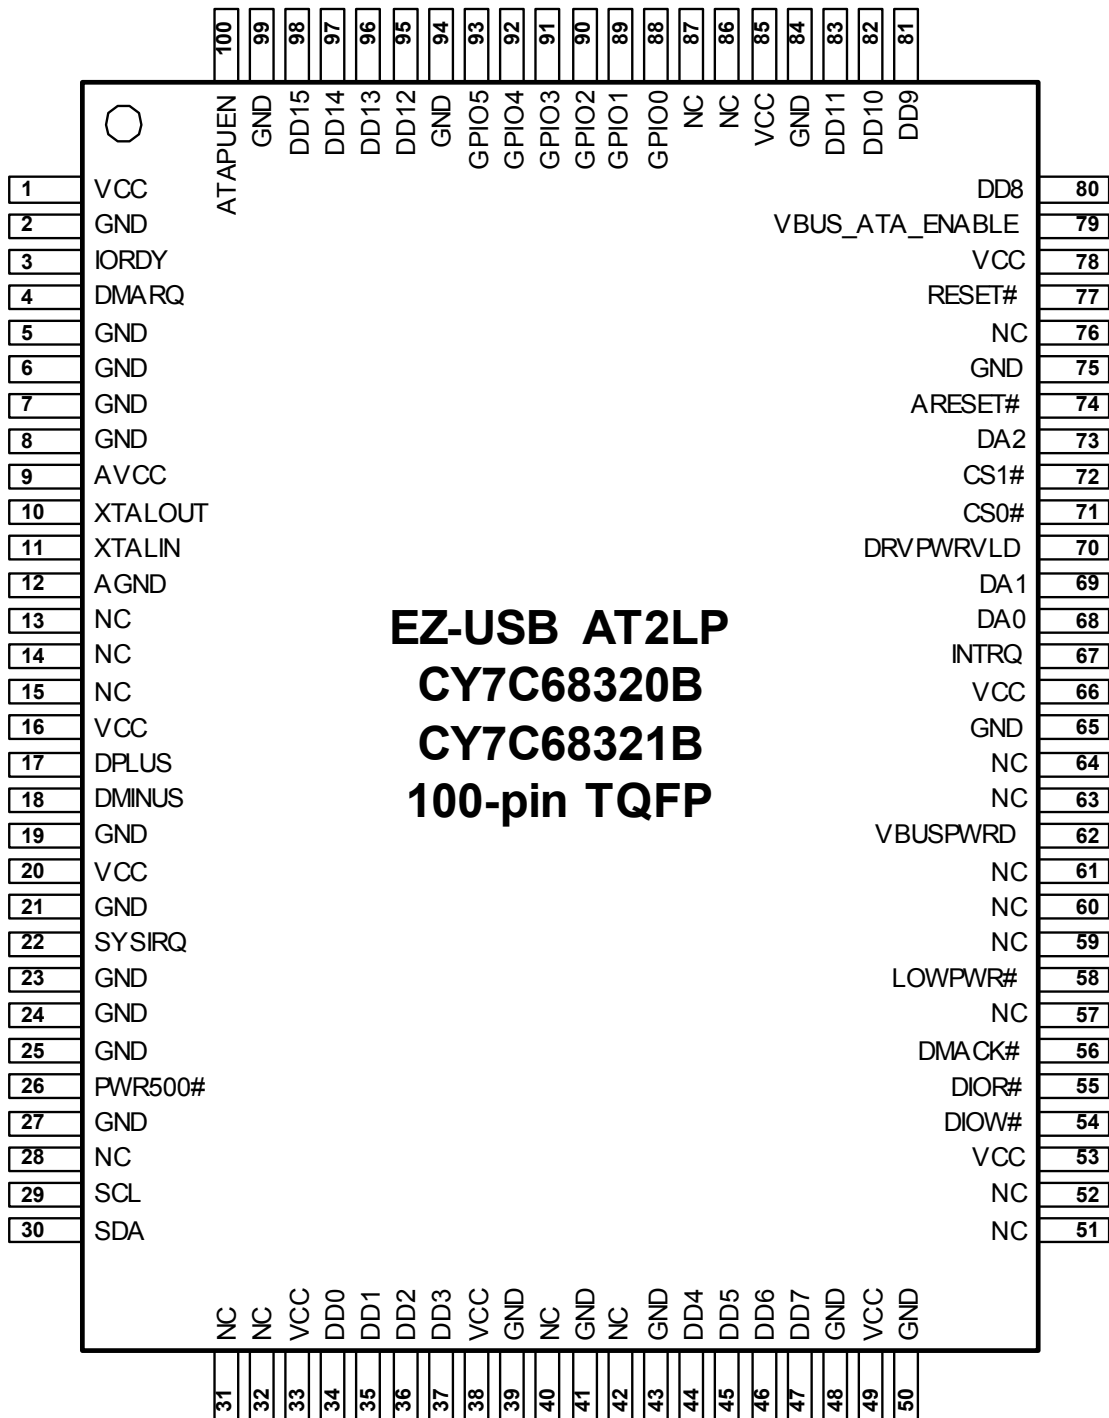 100 99 98 97 96 95 94 93 92 91 90 89 88 87 86 85 84 83 82 81
ATAPUEN GND DD15 DD14 DD13 DD12 GND GPIO5 GPIO4 GPIO3 GPIO2 GPIO1 GPIO0 NC NC VCC GND DD11 DD10 DD9
1 VCC DD8 80
2 GND VBUS_ATA_ENABLE 79
3 IORDY VCC 78
4 DMARQ RESET# 77
5 GND NC 76
6 GND GND 75
7 GND ARESET# 74
8 GND DA2 73
9 AVCC CS1# 72
10 XTALOUT CS0# 71
11 XTALIN DRVPWRVLD 70
12 AGND DA1 69
13 NC DA0 68
14 NC INTRQ 67
15 NC VCC 66
16 VCC GND 65
17 DPLUS NC 64
18 DMINUS NC 63
19 GND VBUSPWRD 62
20 VCC NC 61
21 GND NC 60
22 SYSIRQ NC 59
23 GND LOWPWR# 58
24 GND NC 57
25 GND DMACK# 56
26 PWR500# DIOR# 55
27 GND DIOW# 54
28 NC VCC 53
29 SCL NC 52
30 SDA NC 51
EZ-USB AT2LP
CY7C68320B
CY7C68321B
100-pin TQFP
NC NC VCC DD0 DD1 DD2 DD3 VCC GND NC GND NC GND DD4 DD5 DD6 DD7 GND VCC GND
31 32 33 34 35 36 37 38 39 40 41 42 43 44 45 46 47 48 49 50